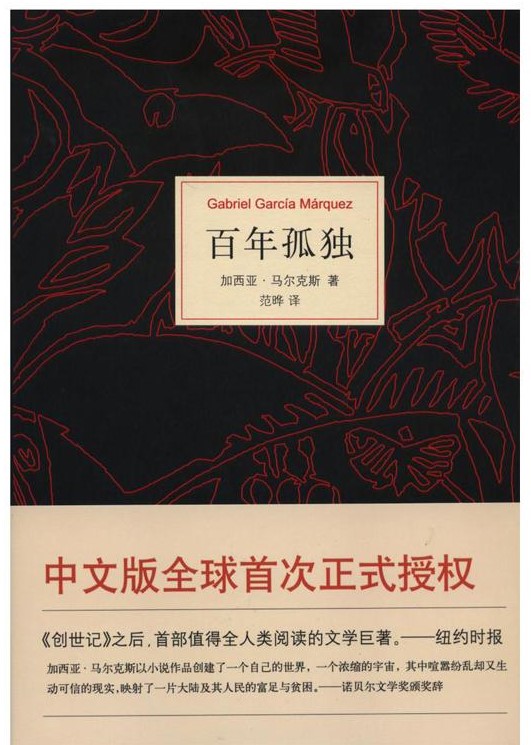 Gabriel García Márquez
百年孤独
加西亚·马尔克斯 著
范晔 译
中文版全球首次正式授权
《创世记》之后，首部值得全人类阅读的文学巨著。——纽约时报
加西亚·马尔克斯以小说作品创建了一个自己的世界，一个浓缩的宇宙，其中喧嚣纷乱却又生
动可信的现实，映射了一片大陆及其人民的富足与贫困。——诺贝尔文学奖颁奖辞